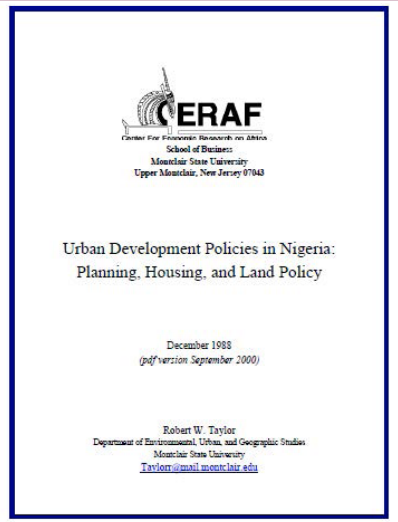 CERAF
Center For Economic Research on Africa
School of Business
Montclair State University
Upper Montclair, New Jersey 07043
Urban Development Policies in Nigeria:
Planning, Housing, and Land Policy
December 1988
(pdf version September 2000)
Robert W. Taylor
Department of Environmental, Urban, and Geographic Studies
Montclair State University
Taylorr@mail.montclair.edu